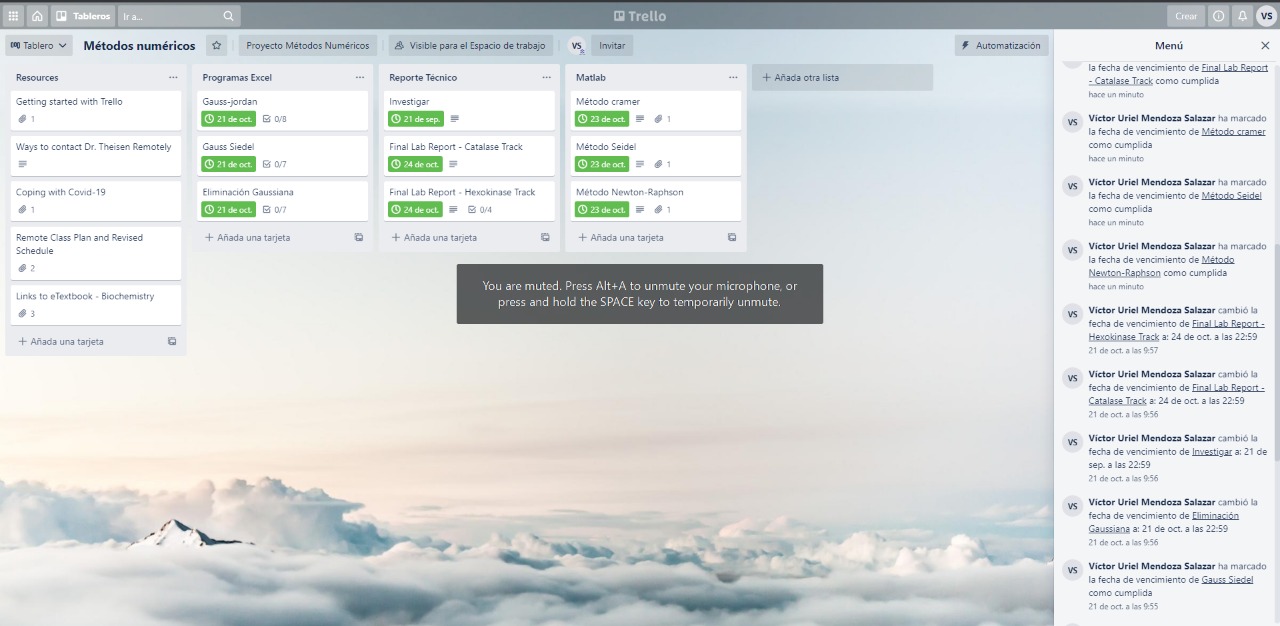 Tableros
Ir a...
Trello
Crear
VS
Tablero
Métodos numéricos
Proyecto Métodos Numéricos
Visible para el Espacio de trabajo
VS
Invitar
Automatización
Resources
Getting started with Trello
1
Ways to contact Dr. Theisen Remotely
Coping with Covid-19
1
Remote Class Plan and Revised
Schedule
2
Links to eTextbook - Biochemistry
3
+ Añada una tarjeta
Programas Excel
Gauss-jordan
21 de oct.
0/8
Gauss Siedel
21 de oct.
0/7
Eliminación Gaussiana
21 de oct.
0/7
+ Añada una tarjeta
Reporte Técnico
Investigar
21 de sep.
Final Lab Report - Catalase Track
24 de oct.
Final Lab Report - Hexokinase Track
24 de oct.
0/4
+ Añada una tarjeta
Matlab
Método cramer
23 de oct.
1
Método Seidel
23 de oct.
1
Método Newton-Raphson
23 de oct.
1
+ Añada una tarjeta
+ Añada otra lista
You are muted. Press Alt+A to unmute your microphone, or
press and hold the SPACE key to temporarily unmute.
Menú
la fecha de vencimiento de Final Lab Report
- Catalase Track como cumplida
hace un minuto
VS
Víctor Uriel Mendoza Salazar ha marcado
la fecha de vencimiento de Método cramer
como cumplida
hace un minuto
VS
Víctor Uriel Mendoza Salazar ha marcado
la fecha de vencimiento de Método Seidel
como cumplida
hace un minuto
VS
Víctor Uriel Mendoza Salazar ha marcado
la fecha de vencimiento de Método
Newton-Raphson como cumplida
hace un minuto
VS
Víctor Uriel Mendoza Salazar cambió la
fecha de vencimiento de Final Lab Report -
Hexokinase Track a: 24 de oct. a las 22:59
21 de oct. a las 9:57
VS
Víctor Uriel Mendoza Salazar cambió la
fecha de vencimiento de Final Lab Report -
Catalase Track a: 24 de oct. a las 22:59
21 de oct. a las 9:56
VS
Víctor Uriel Mendoza Salazar cambió la
fecha de vencimiento de Investigar a: 21 de
sep. a las 22:59
21 de oct. a las 9:56
VS
Víctor Uriel Mendoza Salazar cambió la
fecha de vencimiento de Eliminación
Gaussiana a: 21 de oct. a las 22:59
21 de oct. a las 9:56
VS
Víctor Uriel Mendoza Salazar ha marcado
la fecha de vencimiento de Gauss Siedel
como cumplida
21 de oct. a las 9:55